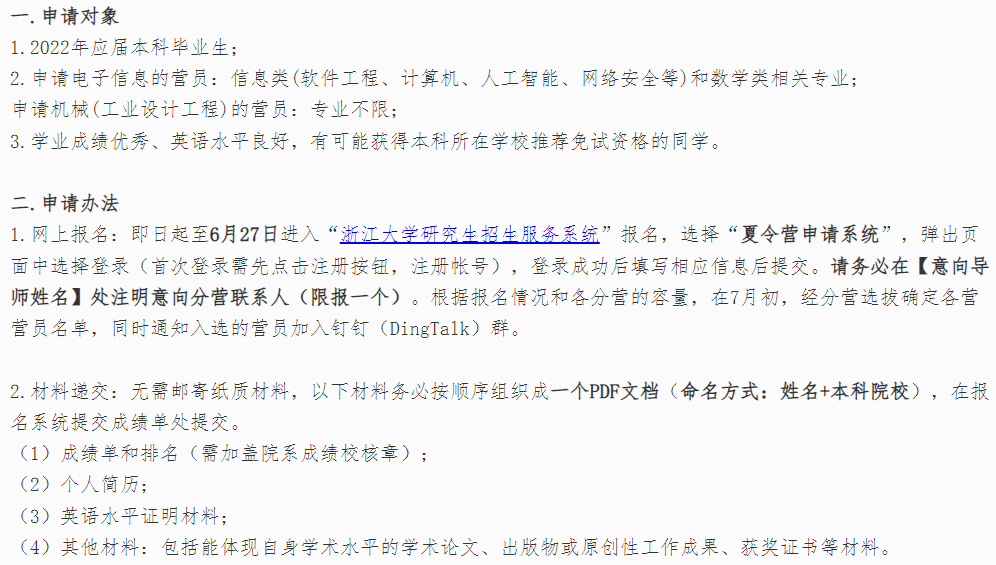 一.申请对象
1.2022年应届本科毕业生；
2.申请电子信息的营员：信息类(软件工程、计算机、人工智能、网络安全等)和数学类相关专业；
申请机械(工业设计工程)的营员：专业不限；
3.学业成绩优秀、英语水平良好，有可能获得本科所在学校推荐免试资格的同学。
二.申请办法
1.网上报名：即日起至6月27日进入“浙江大学研究生招生服务系统”报名，选择“夏令营申请系统”，弹出页
面中选择登录（首次登录需先点击注册按钮，注册帐号），登录成功后填写相应信息后提交。请务必在【意向导
师姓名】处注明意向分营联系人（限报一个）。根据报名情况和各分营的容量，在7月初，经分营选拔确定各营
营员名单，同时通知入选的营员加入钉钉（DingTalk）群。
2.材料递交：无需邮寄纸质材料，以下材料务必按顺序组织成一个PDF文档（命名方式：姓名+本科院校），在报
名系统提交成绩单处提交。
（1）成绩单和排名（需加盖院系成绩校核章）；
（2）个人简历；
（3）英语水平证明材料；
（4）其他材料：包括能体现自身学术水平的学术论文、出版物或原创性工作成果、获奖证书等材料。